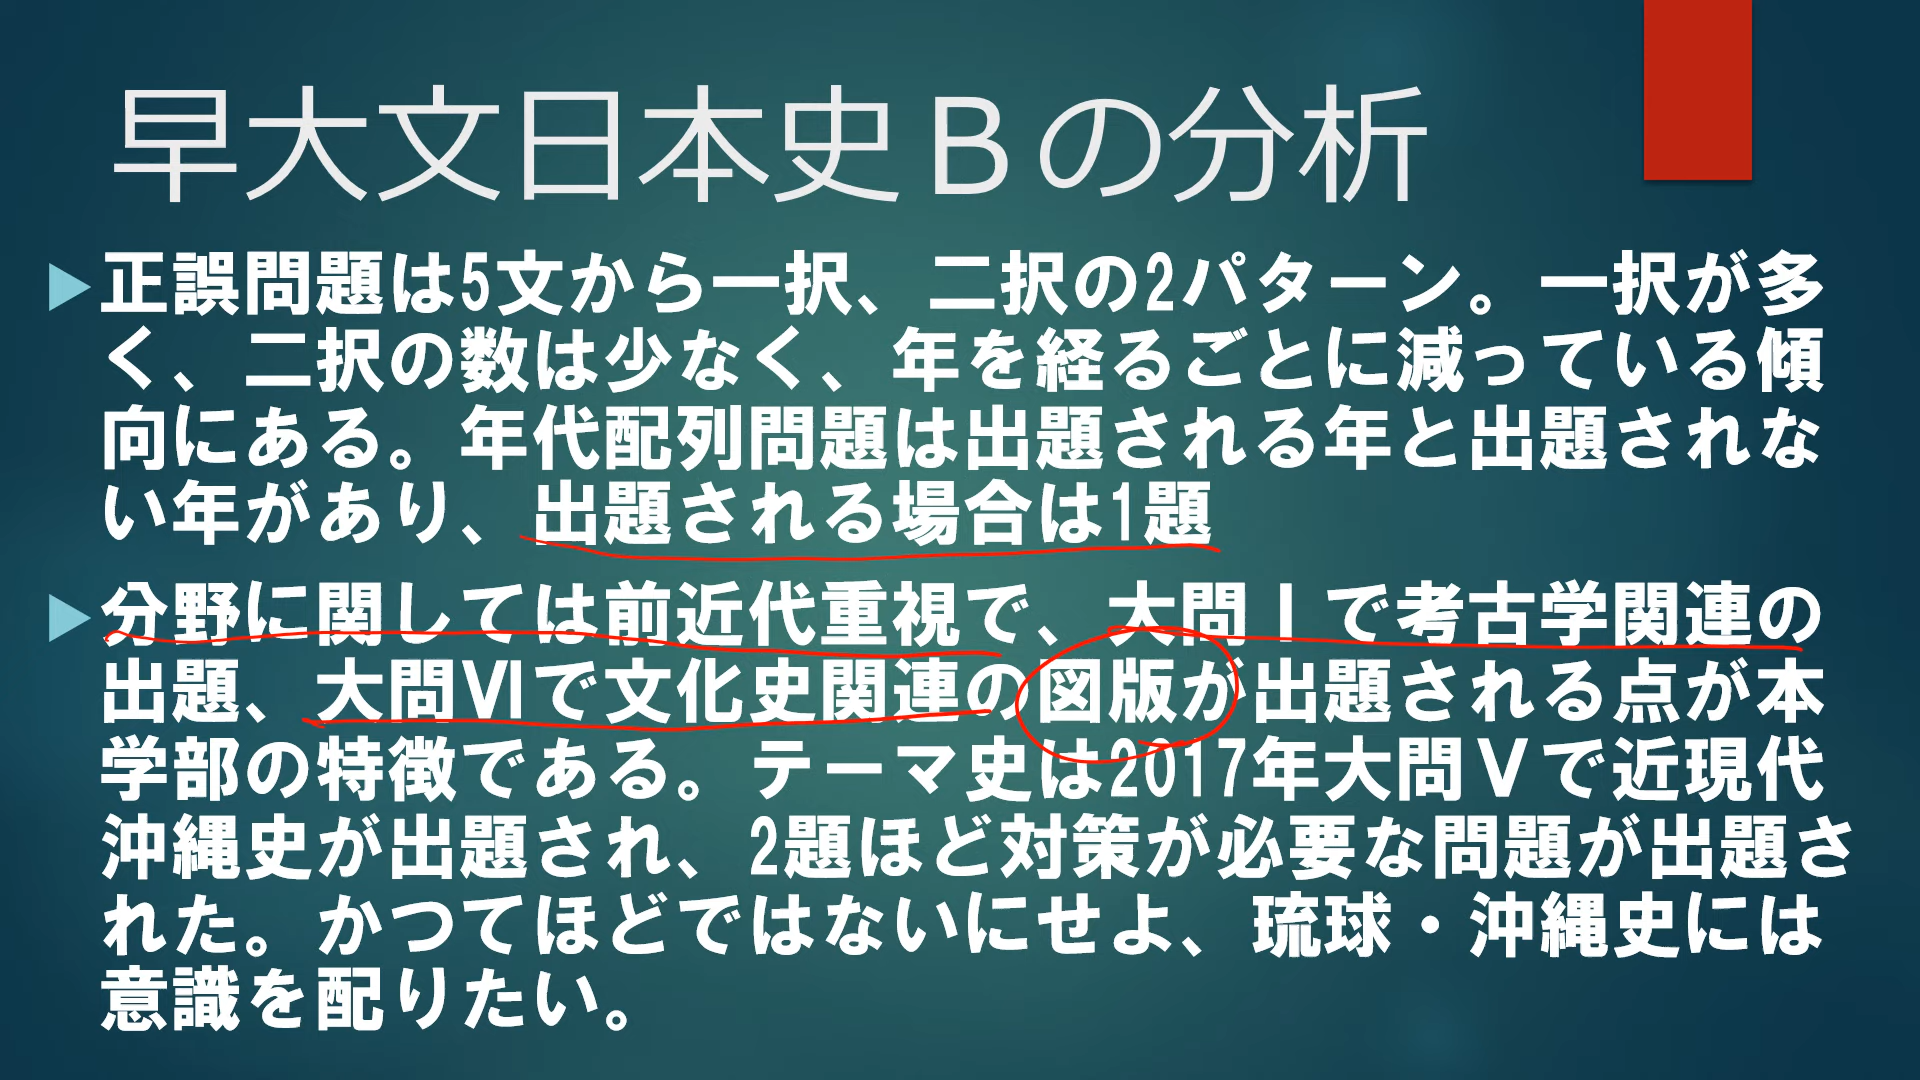 早大文日本史Ｂの分析
正誤問題は5文から一択、二択の2パターン。一択が多
く、二択の数は少なく、年を経るごとに減っている傾
向にある。年代配列問題は出題される年と出題されな
い年があり、出題される場合は1題
分野に関しては前近代重視で、大問Ⅰで考古学関連の
出題、大問Ⅵで文化史関連の図版が出題される点が本
学部の特徴である。テーマ史は2017年大問Ⅴで近現代
沖縄史が出題され、2題ほど対策が必要な問題が出題さ
れた。かつてほどではないにせよ、琉球・沖縄史には
意識を配りたい。